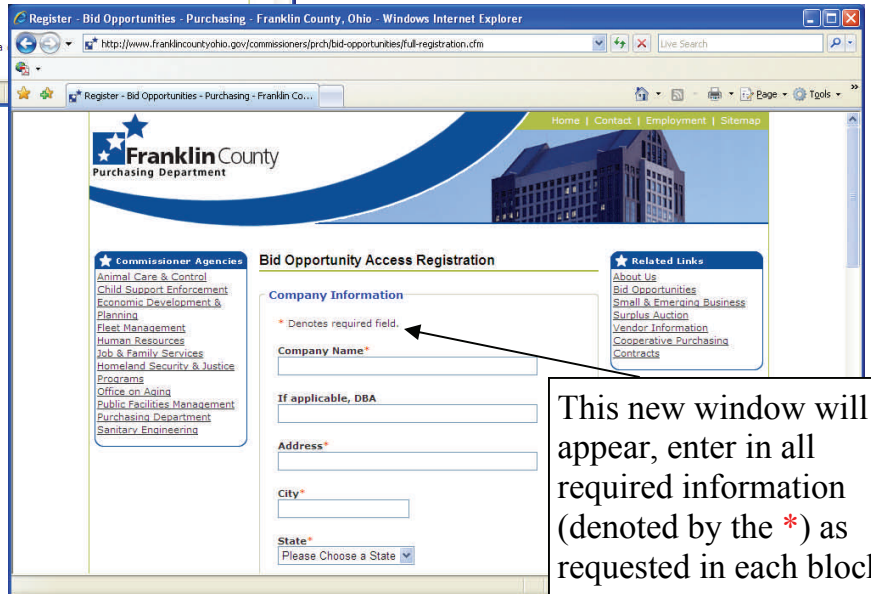 Register - Bid Opportunities - Purchasing - Franklin County, Ohio - Windows Internet Explorer
http://www.franklincountyohio.gov/commissioners/prch/bid-opportunities/full-registration.cfm
Live Search
Register - Bid Opportunities - Purchasing - Franklin Co...
Page
Tools
Home | Contact | Employment | Sitemap
Franklin County
Purchasing Department
Commissioner Agencies
Animal Care & Control
Child Support Enforcement
Economic Development &
Planning
Fleet Management
Human Resources
Job & Family Services
Homeland Security & Justice
Programs
Office on Aging
Public Facilities Management
Purchasing Department
Sanitary Engineering
Bid Opportunity Access Registration
Company Information
* Denotes required field.
Company Name*
If applicable, DBA
Address*
City*
State*
Please Choose a State
Related Links
About Us
Bid Opportunities
Small & Emerging Business
Surplus Auction
Vendor Information
Cooperative Purchasing
Contracts
This new window will
appear, enter in all
required information
(denoted by the *) as
requested in each bloc